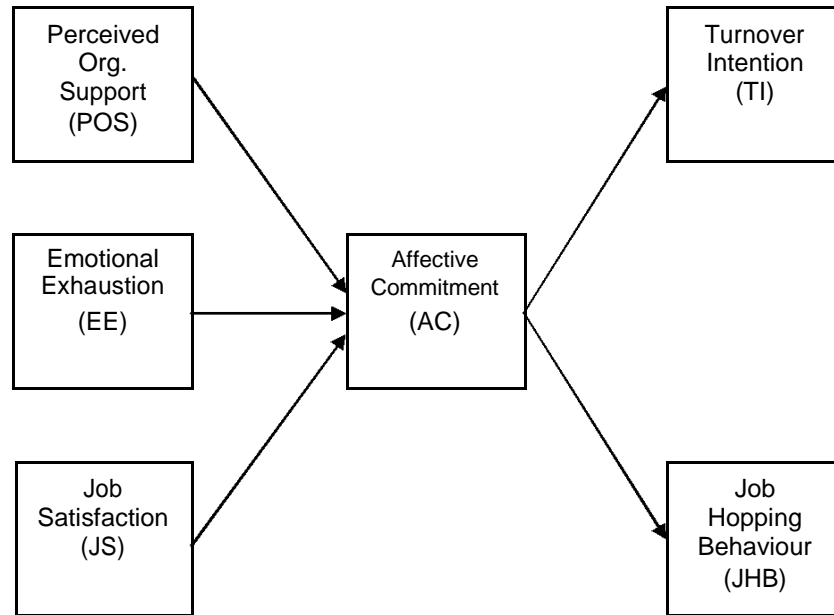 Perceived
Org.
Support
(POS)
Turnover
Intention
(TI)
Emotional
Exhaustion
(EE)
Affective
Commitment
(AC)
Job
Satisfaction
(JS)
Job
Hopping
Behaviour
(JHB)